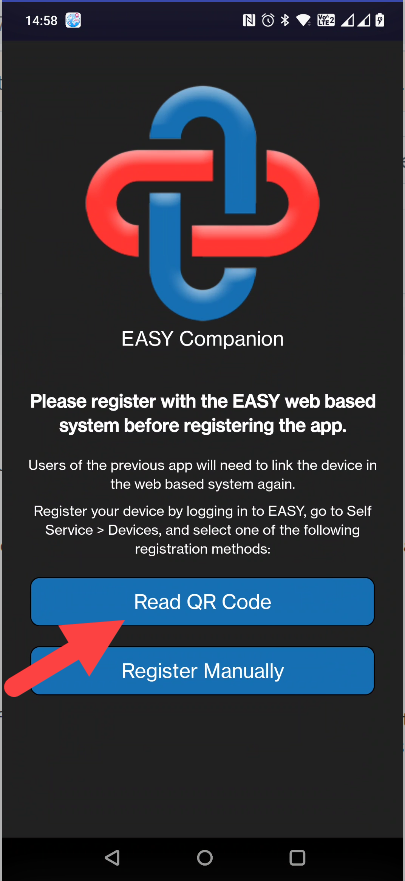 14:58
VoLTE2
EASY Companion
Please register with the EASY web based
system before registering the app.
Users of the previous app will need to link the device in
the web based system again.
Register your device by logging in to EASY, go to Self
Service > Devices, and select one of the following
registration methods:
Read QR Code
Register Manually